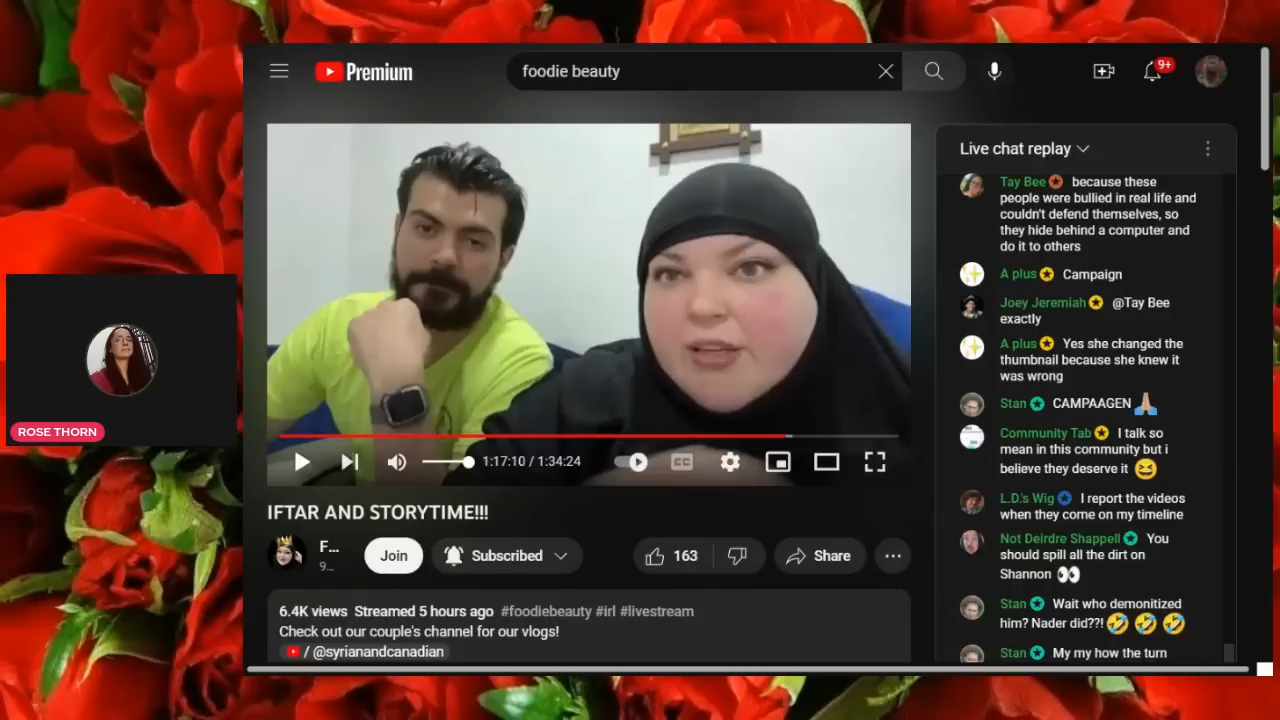 Premium
foodie beauty
9+
Live chat replay
Tay Bee because these
people were bullied in real life and
couldn't defend themselves, so
they hide behind a computer and
do it to others
A plus Campaign
Joey Jeremiah @Tay Bee
exactly
A plus Yes she changed the
thumbnail because she knew it
was wrong
Stan CAMPAAGEN 🙏🏼
Community Tab I talk so
mean in this community but i
believe they deserve it 😆
L.D.'s Wig I report the videos
when they come on my timeline
Not Deirdre Shappell You
should spill all the dirt on
Shannon 👀
Stan Wait who demonitized
him? Nader did??! 🤣 🤣 🤣
Stan My my how the turn
ROSE THORN
1:17:10 / 1:34:24
CC
IFTAR AND STORYTIME!!!
F...
9...
Join
Subscribed
163
Share
6.4K views Streamed 5 hours ago #foodiebeauty #irl #livestream
Check out our couple's channel for our vlogs!
/ @syrianandcanadian